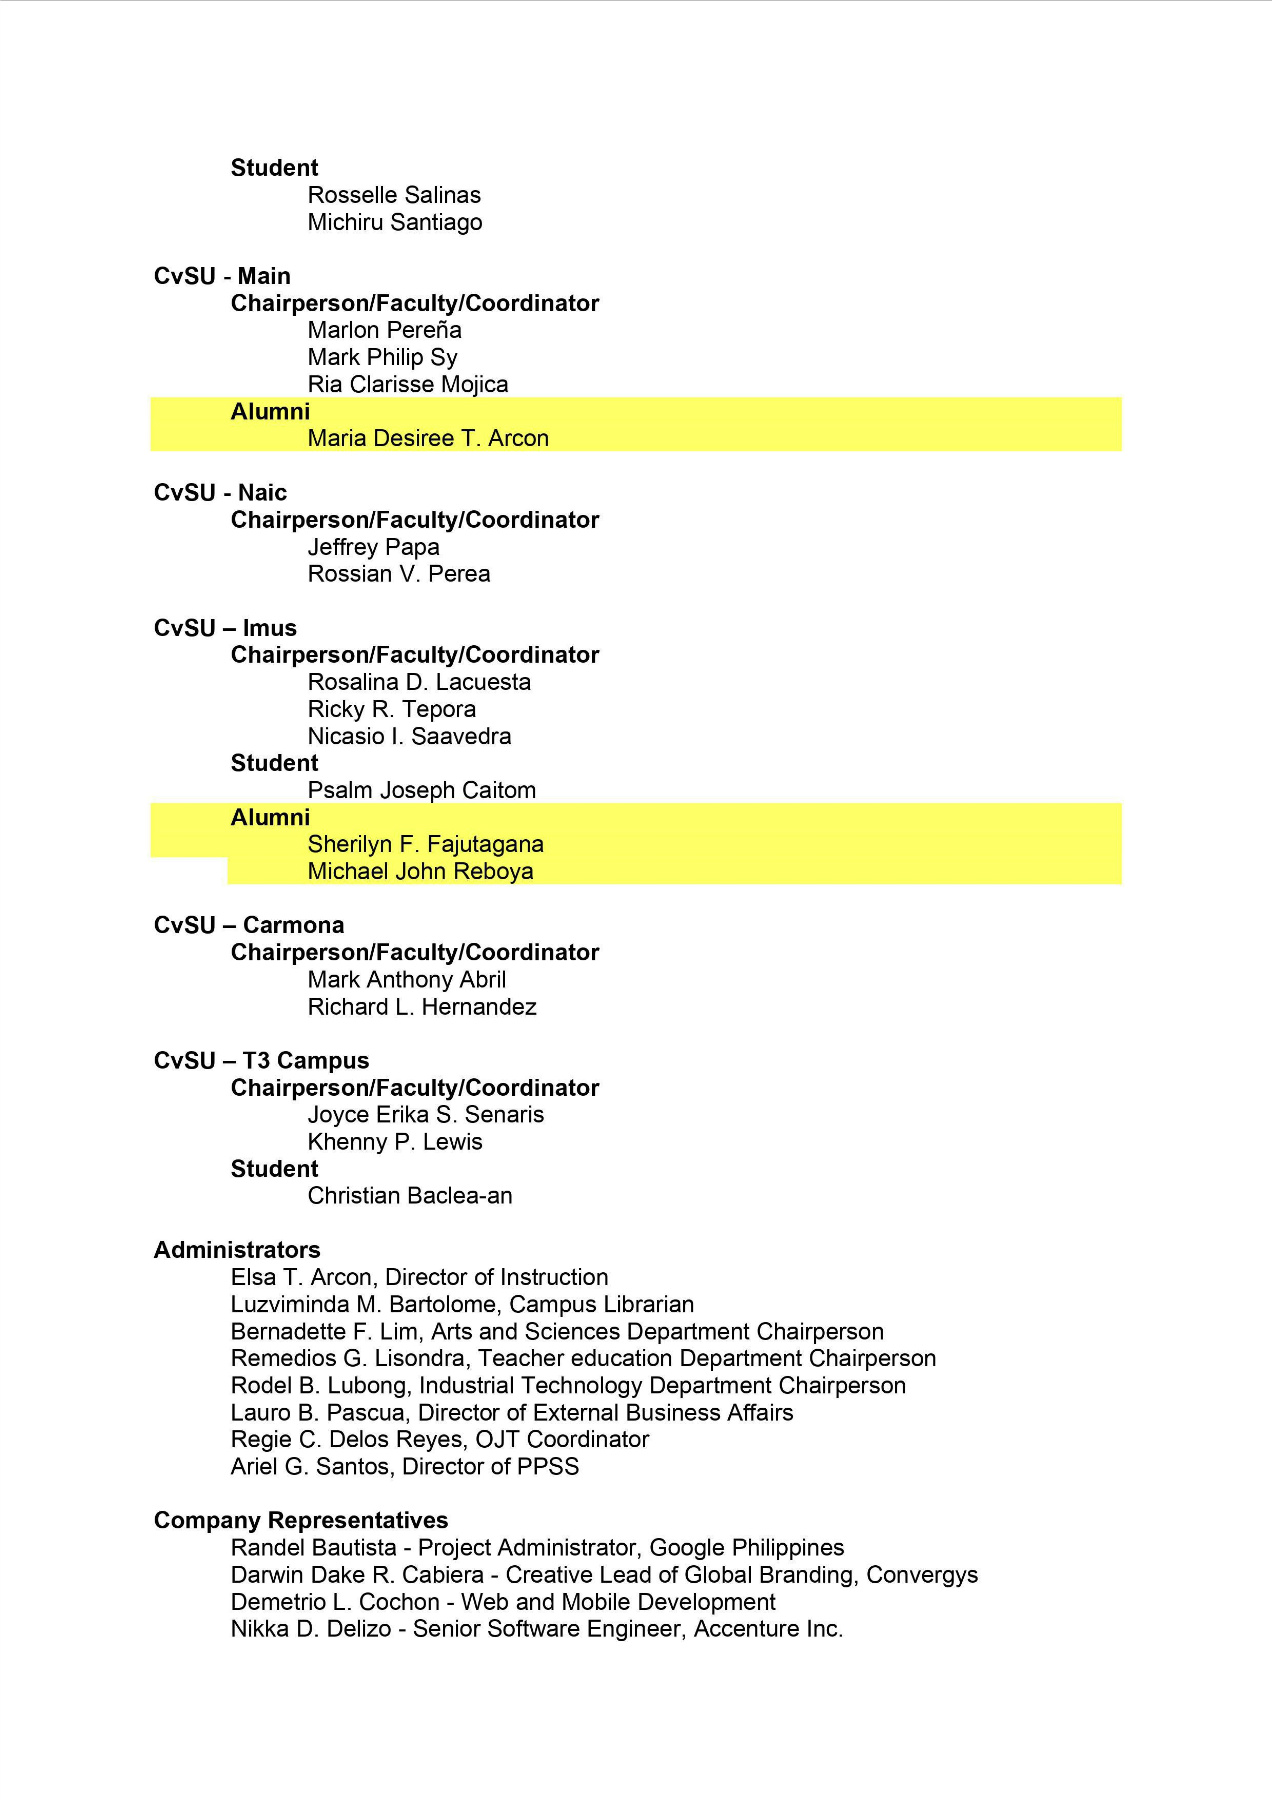 Student
Rosselle Salinas
Michiru Santiago
CvSU - Main
Chairperson/Faculty/Coordinator
Marlon Pereña
Mark Philip Sy
Ria Clarisse Mojica
Alumni
Maria Desiree T. Arcon
CvSU - Naic
Chairperson/Faculty/Coordinator
Jeffrey Papa
Rossian V. Perea
CvSU – Imus
Chairperson/Faculty/Coordinator
Rosalina D. Lacuesta
Ricky R. Tepora
Nicasio I. Saavedra
Student
Psalm Joseph Caitom
Alumni
Sherilyn F. Fajutagana
Michael John Reboya
CvSU – Carmona
Chairperson/Faculty/Coordinator
Mark Anthony Abril
Richard L. Hernandez
CvSU – T3 Campus
Chairperson/Faculty/Coordinator
Joyce Erika S. Senaris
Khenny P. Lewis
Student
Christian Baclea-an
Administrators
Elsa T. Arcon, Director of Instruction
Luzviminda M. Bartolome, Campus Librarian
Bernadette F. Lim, Arts and Sciences Department Chairperson
Remedios G. Lisondra, Teacher education Department Chairperson
Rodel B. Lubong, Industrial Technology Department Chairperson
Lauro B. Pascua, Director of External Business Affairs
Regie C. Delos Reyes, OJT Coordinator
Ariel G. Santos, Director of PPSS
Company Representatives
Randel Bautista - Project Administrator, Google Philippines
Darwin Dake R. Cabiera - Creative Lead of Global Branding, Convergys
Demetrio L. Cochon - Web and Mobile Development
Nikka D. Delizo - Senior Software Engineer, Accenture Inc.